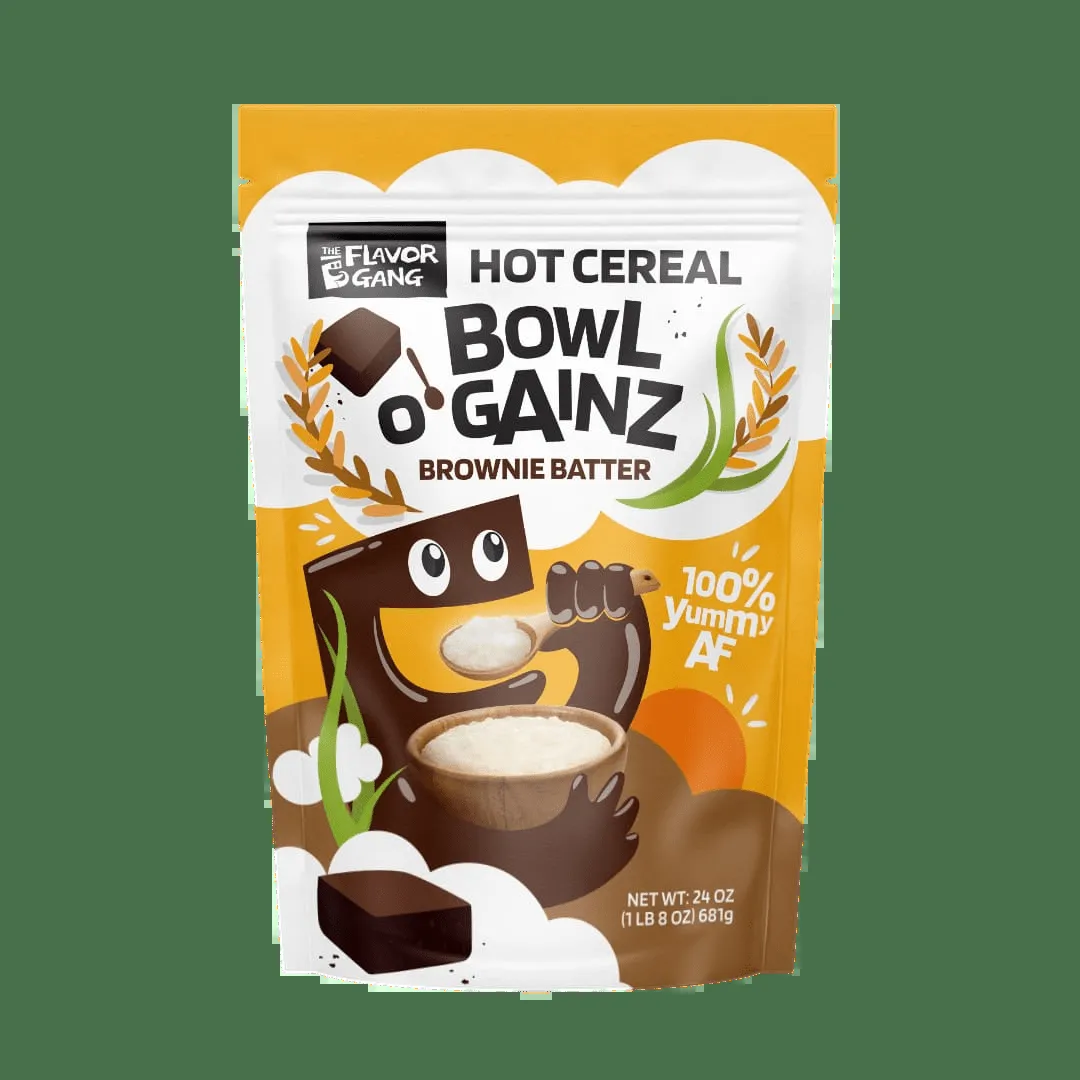 THE BIG FLAVOR
GANG
HOT CEREAL
BOWL
O' GAINZ
BROWNIE BATTER
100%
Yummy
AF
NET WT: 24 OZ
(1 LB 8 OZ) 681g